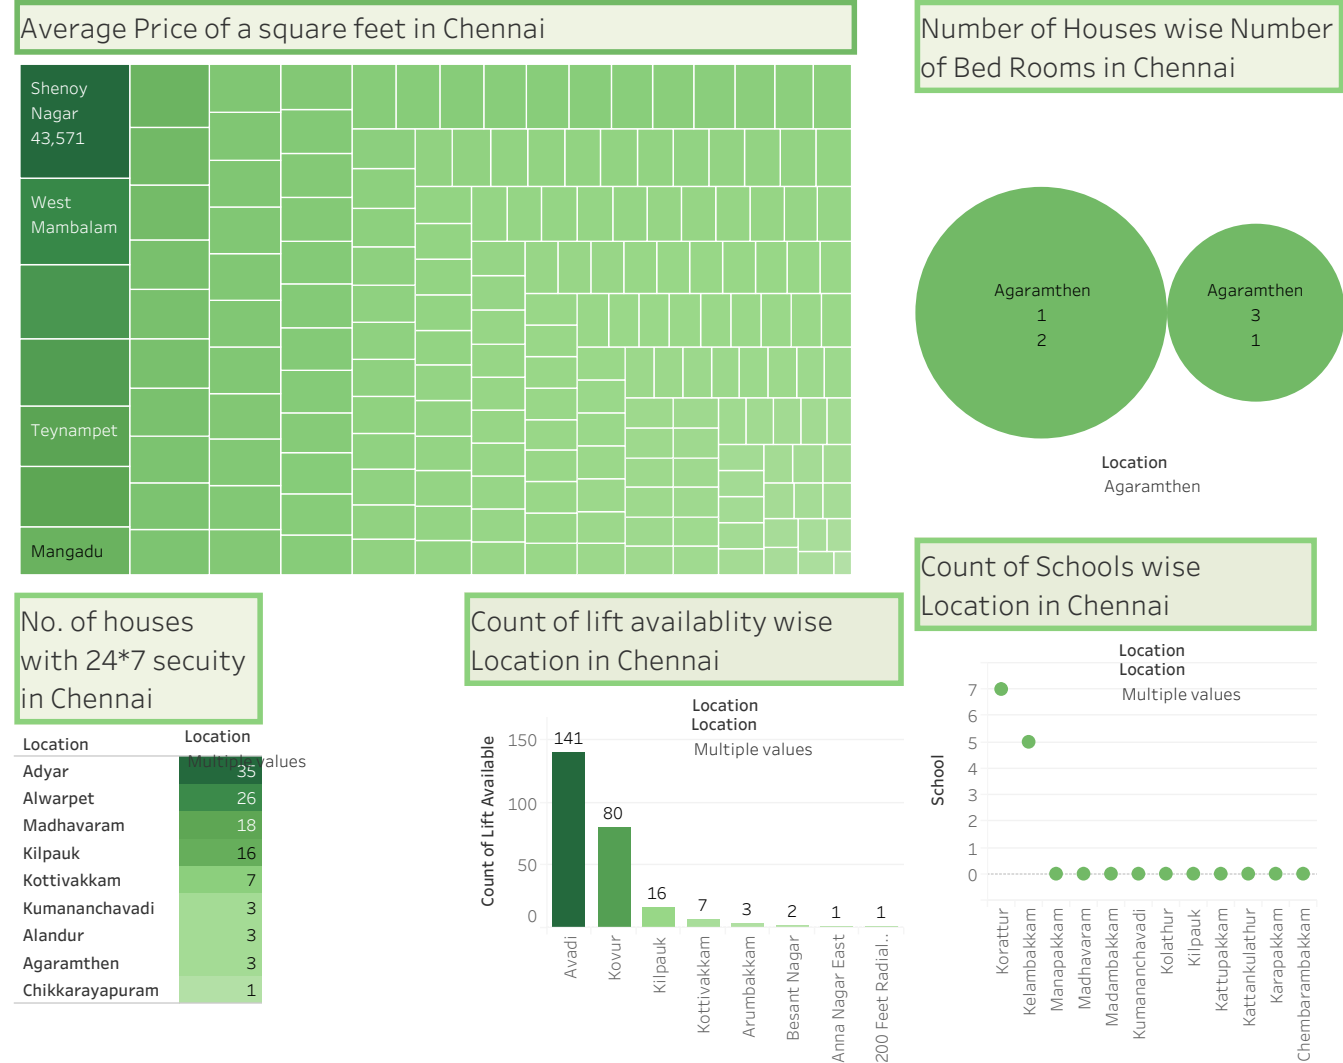 Average Price of a square feet in Chennai
Shenoy
Nagar
43,571
West
Mambalam
Teynampet
Mangadu
Number of Houses wise Number
of Bed Rooms in Chennai
Agaramthen
1
2
Agaramthen
3
1
Location
Agaramthen
No. of houses
with 24*7 secuity
in Chennai
Location
Location
Multiple values
Adyar 35
Alwarpet 26
Madhavaram 18
Kilpauk 16
Kottivakkam 7
Kumananchavadi 3
Alandur 3
Agaramthen 3
Chikkarayapuram 1
Count of lift availablity wise
Location in Chennai
Location
Location
Multiple values
Count of Lift Available
150
100
50
0
141
80
16
7
3
2
1
1
Avadi
Kovur
Kilpauk
Kottivakkam
Arumbakkam
Besant Nagar
Anna Nagar East
200 Feet Radial..
Count of Schools wise
Location in Chennai
Location
Location
Multiple values
School
7
6
5
4
3
2
1
0
Korattur
Kelambakkam
Manapakkam
Madhavaram
Madambakkam
Kumananchavadi
Kolathur
Kilpauk
Kattupakkam
Kattankulathur
Karapakkam
Chembarambakkam